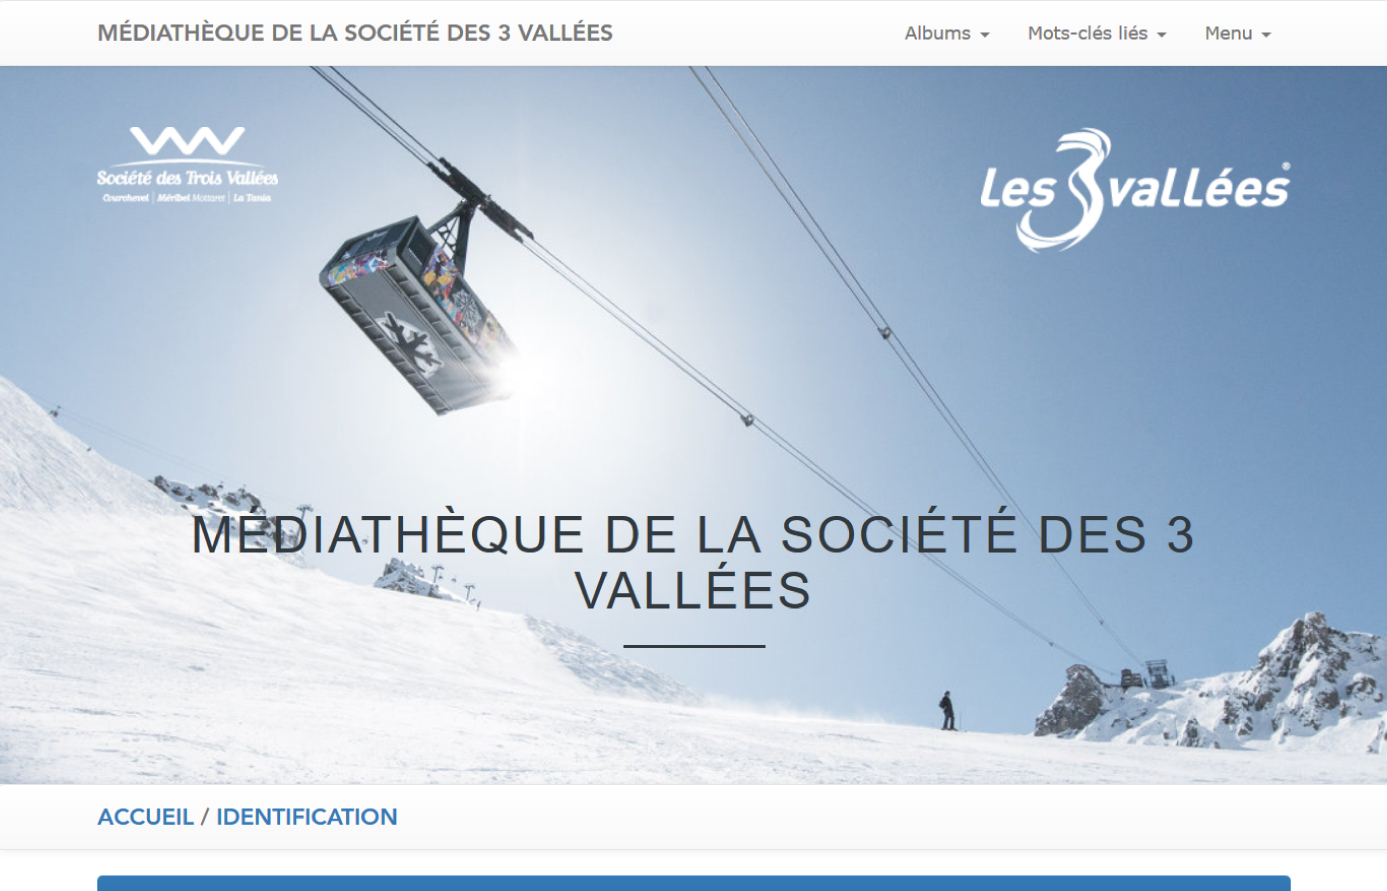 MÉDIATHÈQUE DE LA SOCIÉTÉ DES 3 VALLÉES
Albums
Mots-clés liés
Menu
Société des Trois Vallées
Courchevel | Méribel Mottaret | La Tania
Les 3 vallées®
MÉDIATHÈQUE DE LA SOCIÉTÉ DES 3
VALLÉES
ACCUEIL / IDENTIFICATION